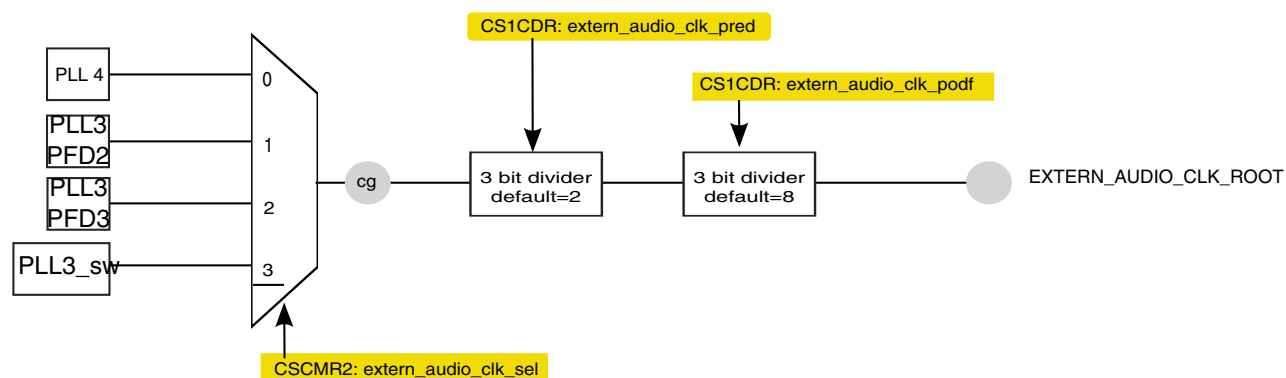 CS1CDR: extern_audio_clk_pred
PLL 4
0
CS1CDR: extern_audio_clk_podf
PLL3
PFD2
1
PLL3
PFD3
2
cg
3 bit divider
default=2
3 bit divider
default=8
EXTERN_AUDIO_CLK_ROOT
PLL3_sw
3
CSCMR2: extern_audio_clk_sel